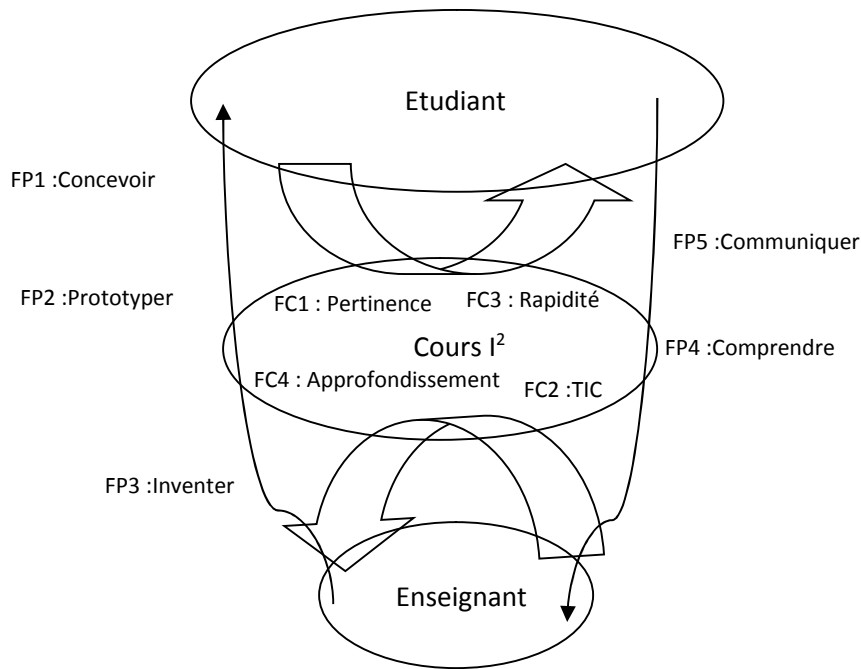 Etudiant
FP1 :Concevoir
FP5 :Communiquer
FP2 :Prototyper
FC1 : Pertinence
FC3 : Rapidité
Cours I²
FP4 :Comprendre
FC4 : Approfondissement
FC2 :TIC
FP3 :Inventer
Enseignant